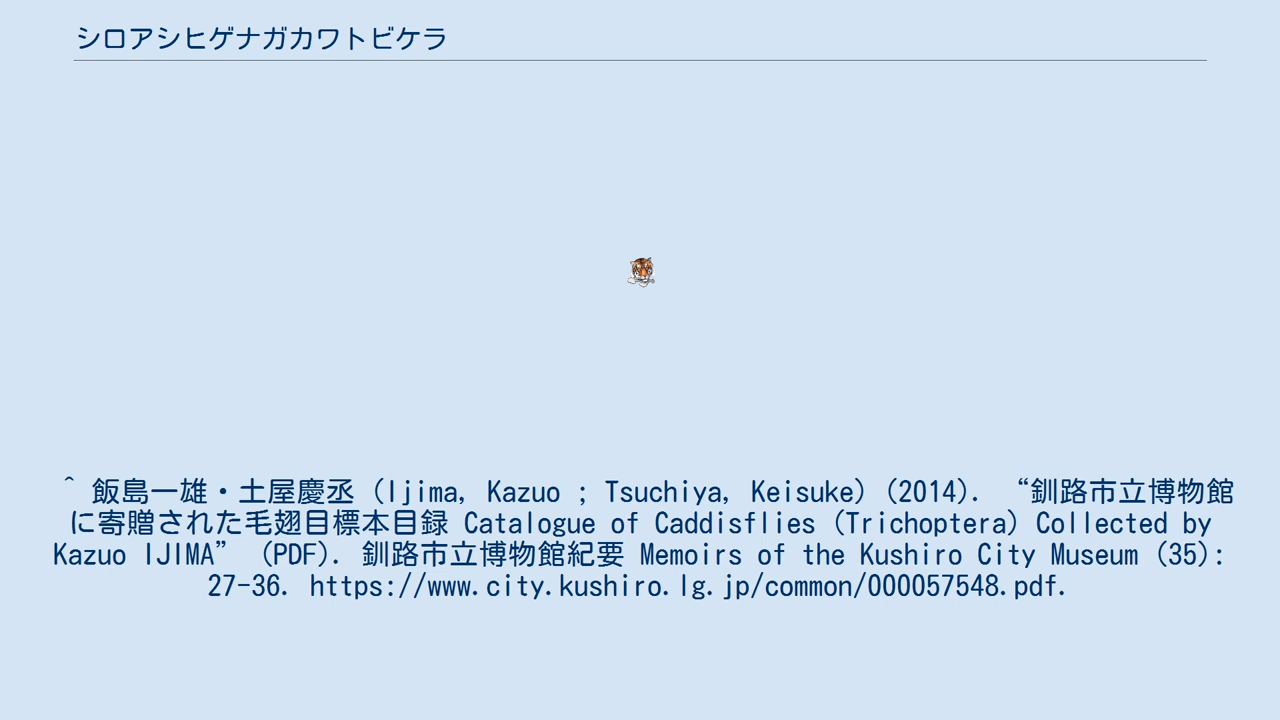 シロアシヒゲナガカワトビケラ
^ 飯島一雄・土屋慶丞 (Ijima, Kazuo ; Tsuchiya, Keisuke) (2014). “釧路市立博物館
に寄贈された毛翅目標本目録 Catalogue of Caddisflies (Trichoptera) Collected by
Kazuo IJIMA” (PDF). 釧路市立博物館紀要 Memoirs of the Kushiro City Museum (35):
27-36. https://www.city.kushiro.lg.jp/common/000057548.pdf.